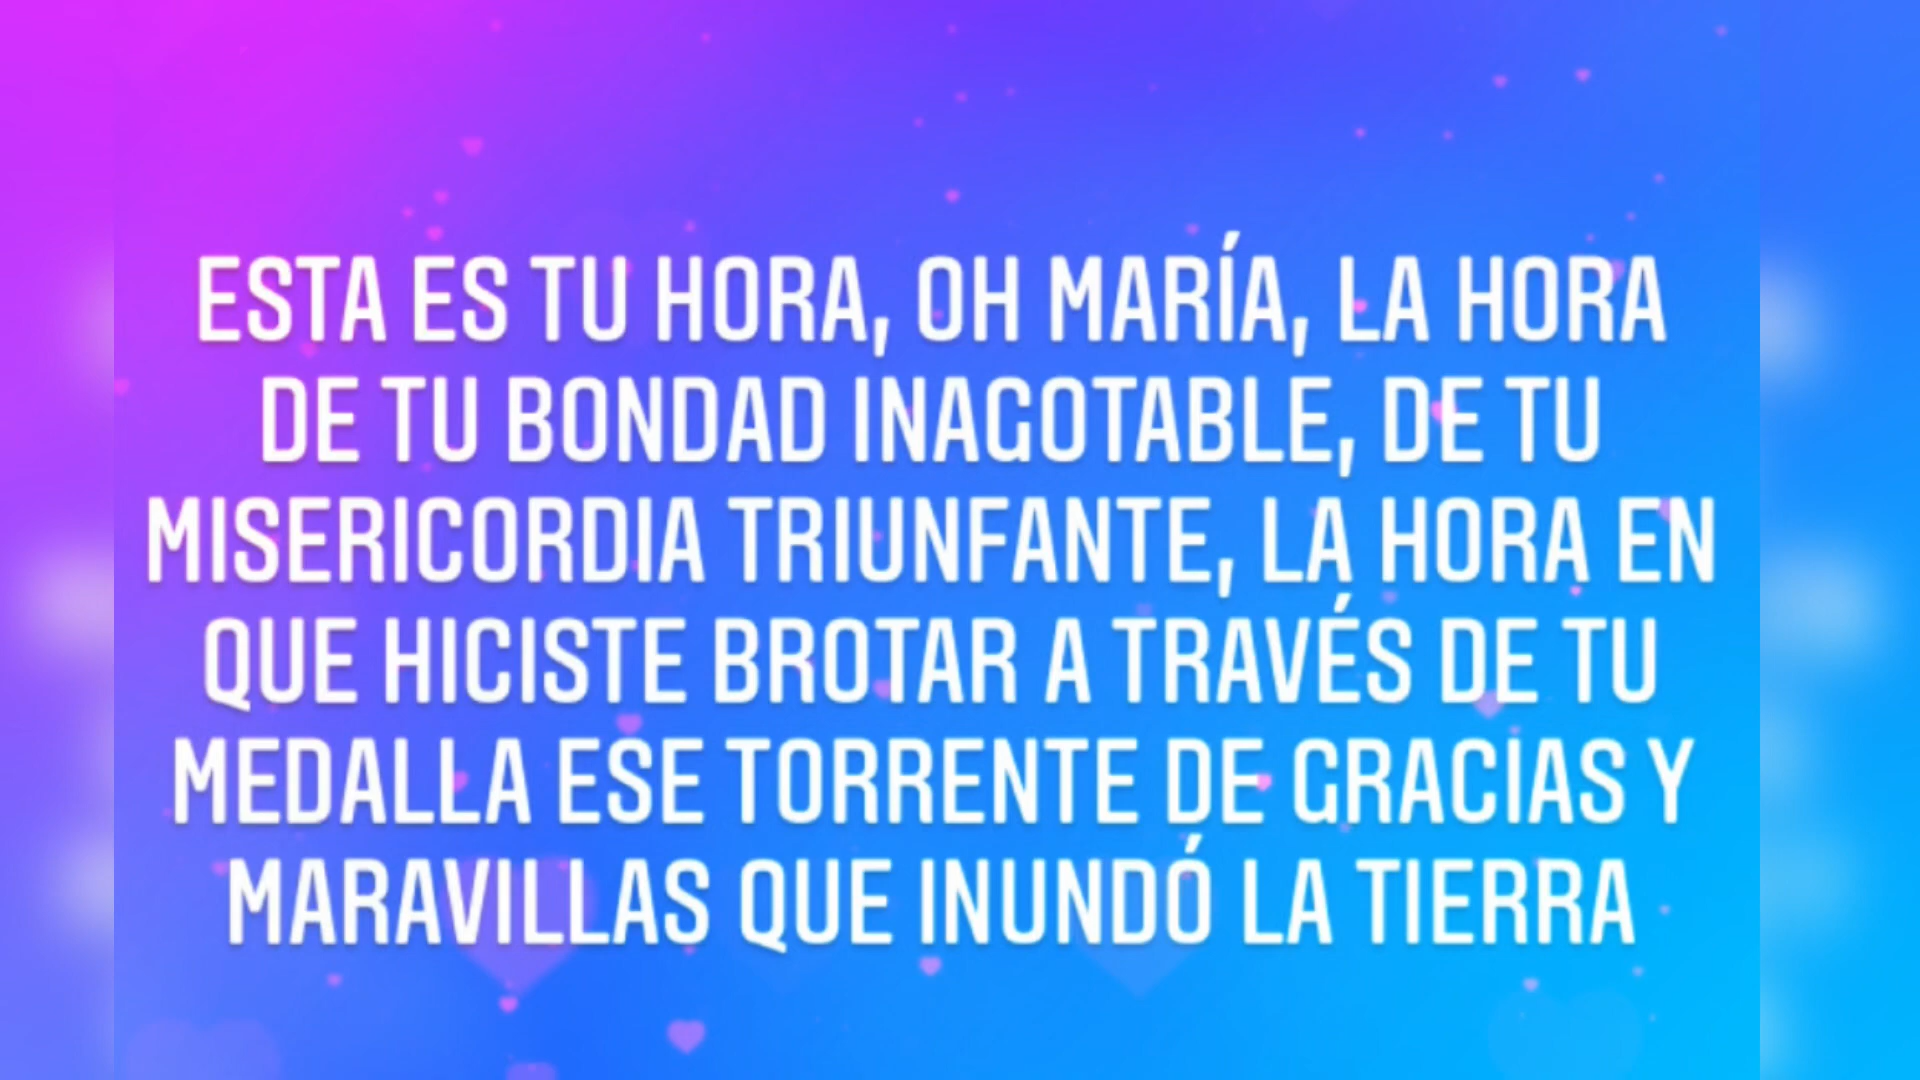 ESTA ES TU HORA, OH MARÍA, LA HORA
DE TU BONDAD INAGOTABLE, DE TU
MISERICORDIA TRIUNFANTE, LA HORA EN
QUE HICISTE BROTAR A TRAVÉS DE TU
MEDALLA ESE TORRENTE DE GRACIAS Y
MARAVILLAS QUE INUNDÓ LA TIERRA